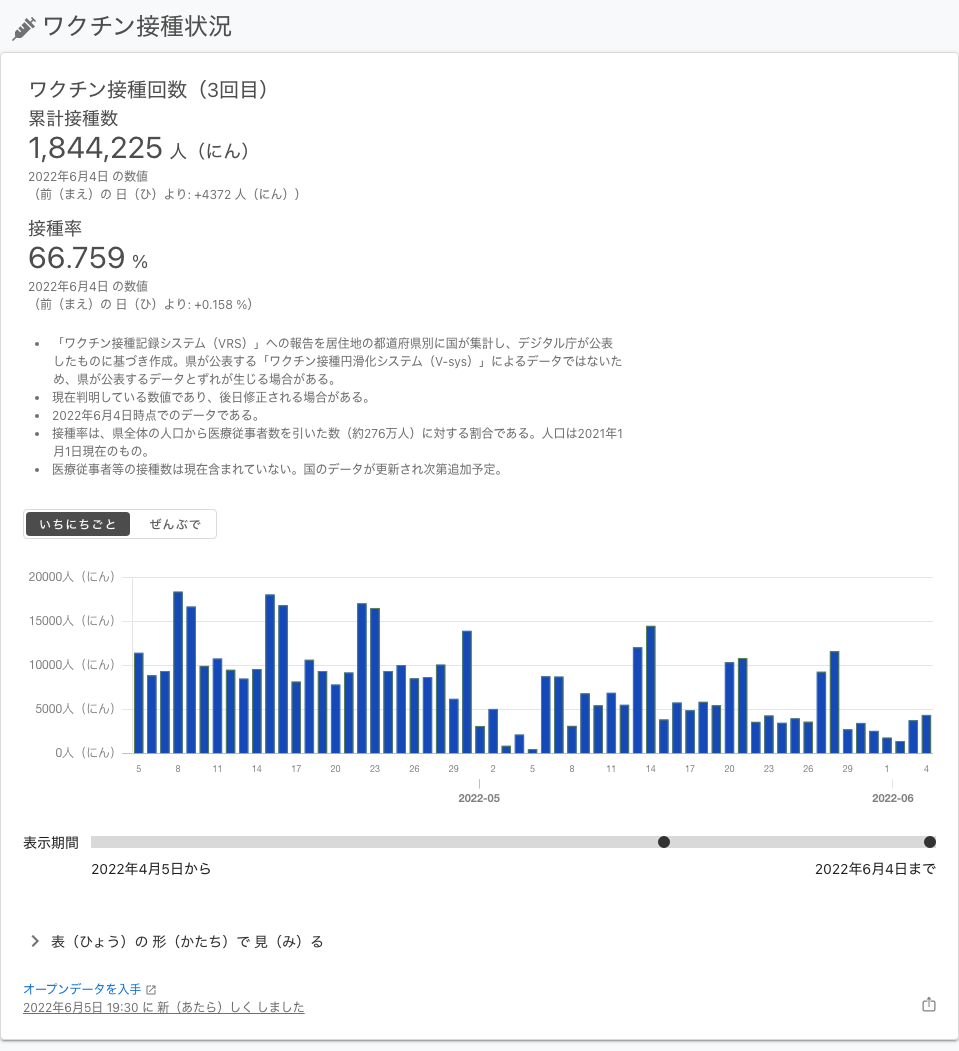 ワクチン接種状況
ワクチン接種回数（3回目）
累計接種数
1,844,225 人（にん）
2022年6月4日 の数値
（前（まえ）の 日（ひ）より: +4372 人（にん））
接種率
66.759 %
2022年6月4日 の数値
（前（まえ）の 日（ひ）より: +0.158 %）
• 「ワクチン接種記録システム（VRS）」への報告を居住地の都道府県別に国が集計し、デジタル庁が公表
したものに基づき作成。県が公表する「ワクチン接種円滑化システム（V-sys）」によるデータではないた
め、県が公表するデータとずれが生じる場合がある。
• 現在判明している数値であり、後日修正される場合がある。
• 2022年6月4日時点でのデータである。
• 接種率は、県全体の人口から医療従事者数を引いた数（約276万人）に対する割合である。人口は2021年1
月1日現在のもの。
• 医療従事者等の接種数は現在含まれていない。国のデータが更新され次第追加予定。
いちにちごと ぜんぶで
20000人（にん）
15000人（にん）
10000人（にん）
5000人（にん）
0人（にん）
5 8 11 14 17 20 23 26 29 2 5 8 11 14 17 20 23 26 29 1 4
2022-05 2022-06
表示期間
2022年4月5日から 2022年6月4日まで
表（ひょう）の 形（かたち）で 見（み）る
オープンデータを入手
2022年6月5日 19:30 に 新（あたら）しく しました